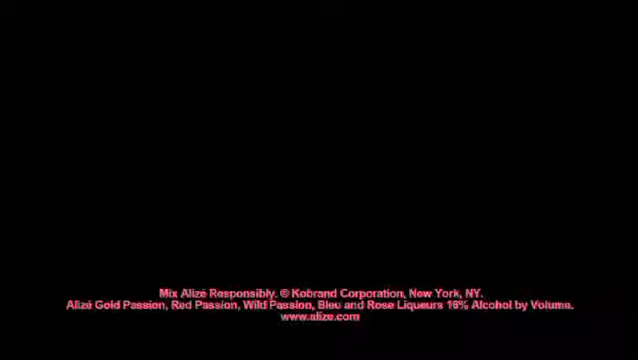 Mix Alizé Responsibly. © Kobrand Corporation, New York, NY.
Alizé Gold Passion, Red Passion, Wild Passion, Bleu and Rose Liqueurs 16% Alcohol by Volume.
www.alize.com